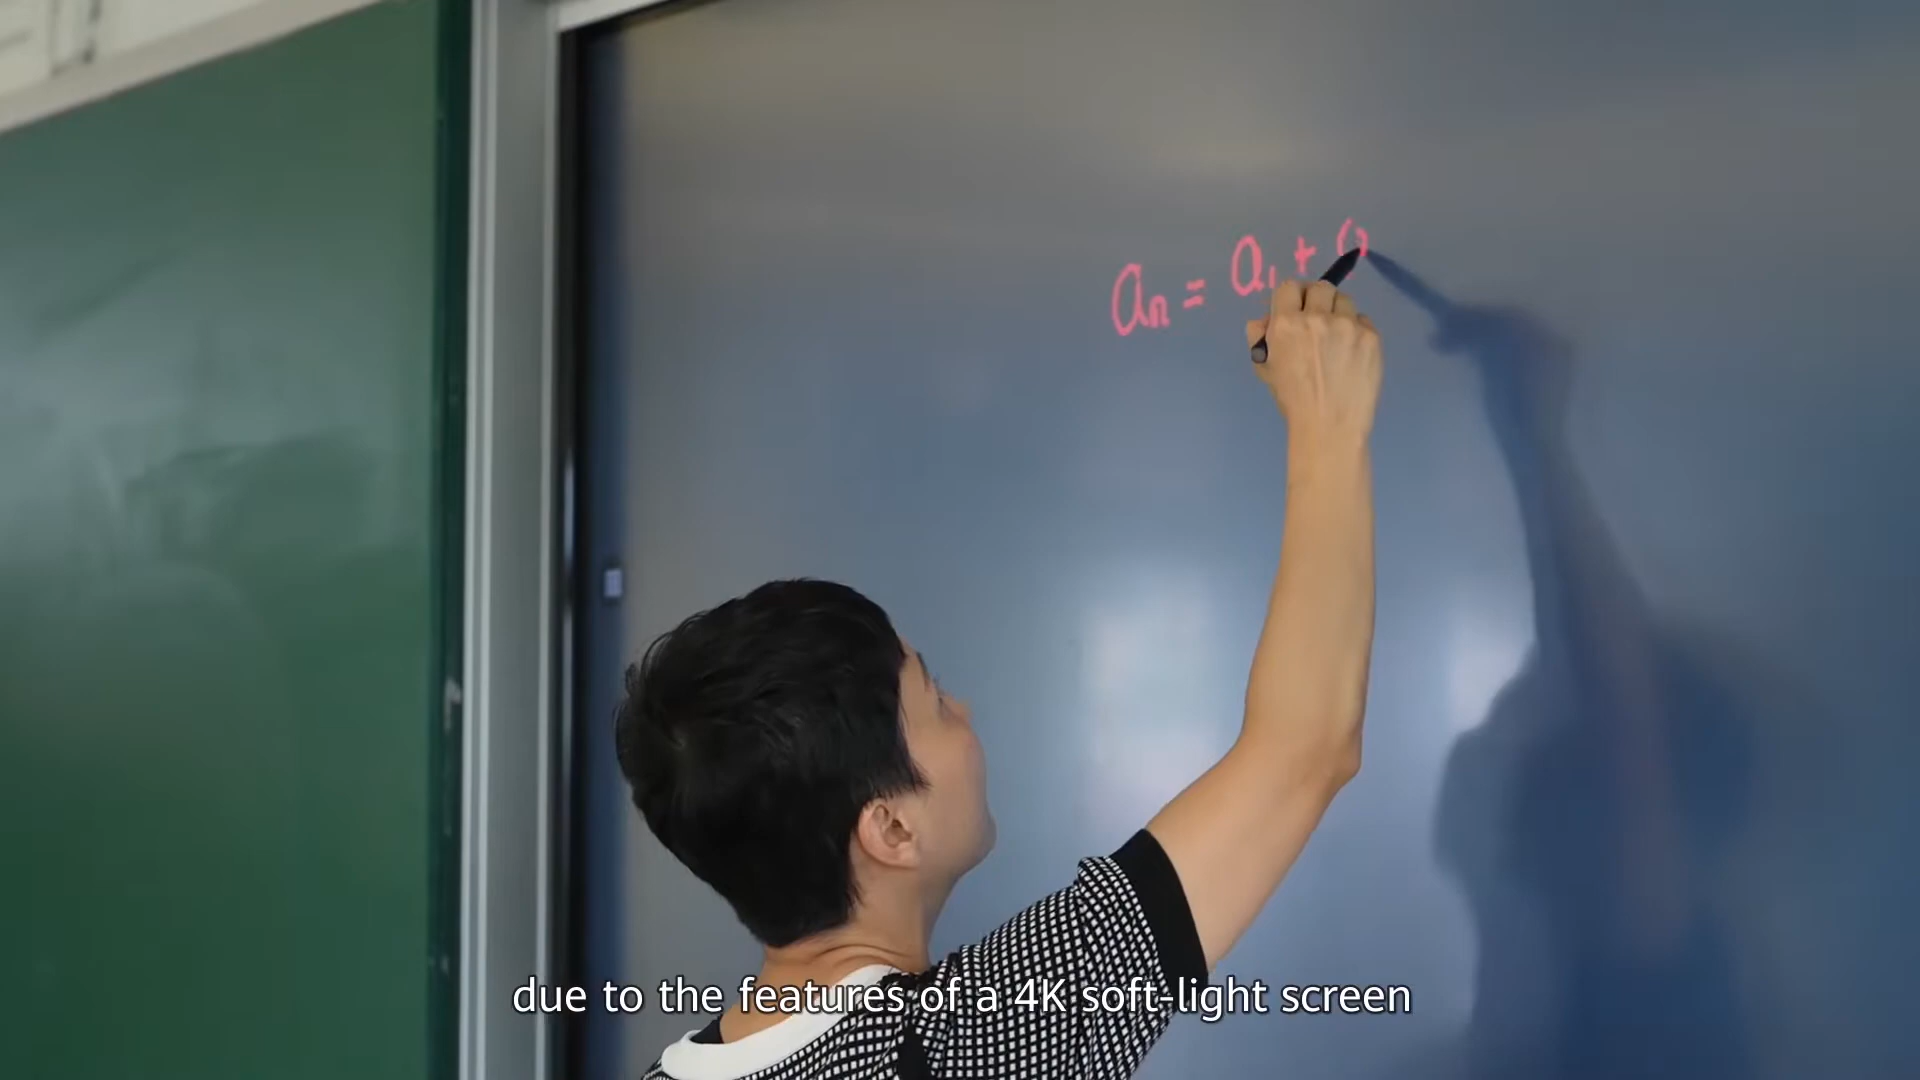 aₙ = a₁ + (
due to the features of a 4K soft-light screen